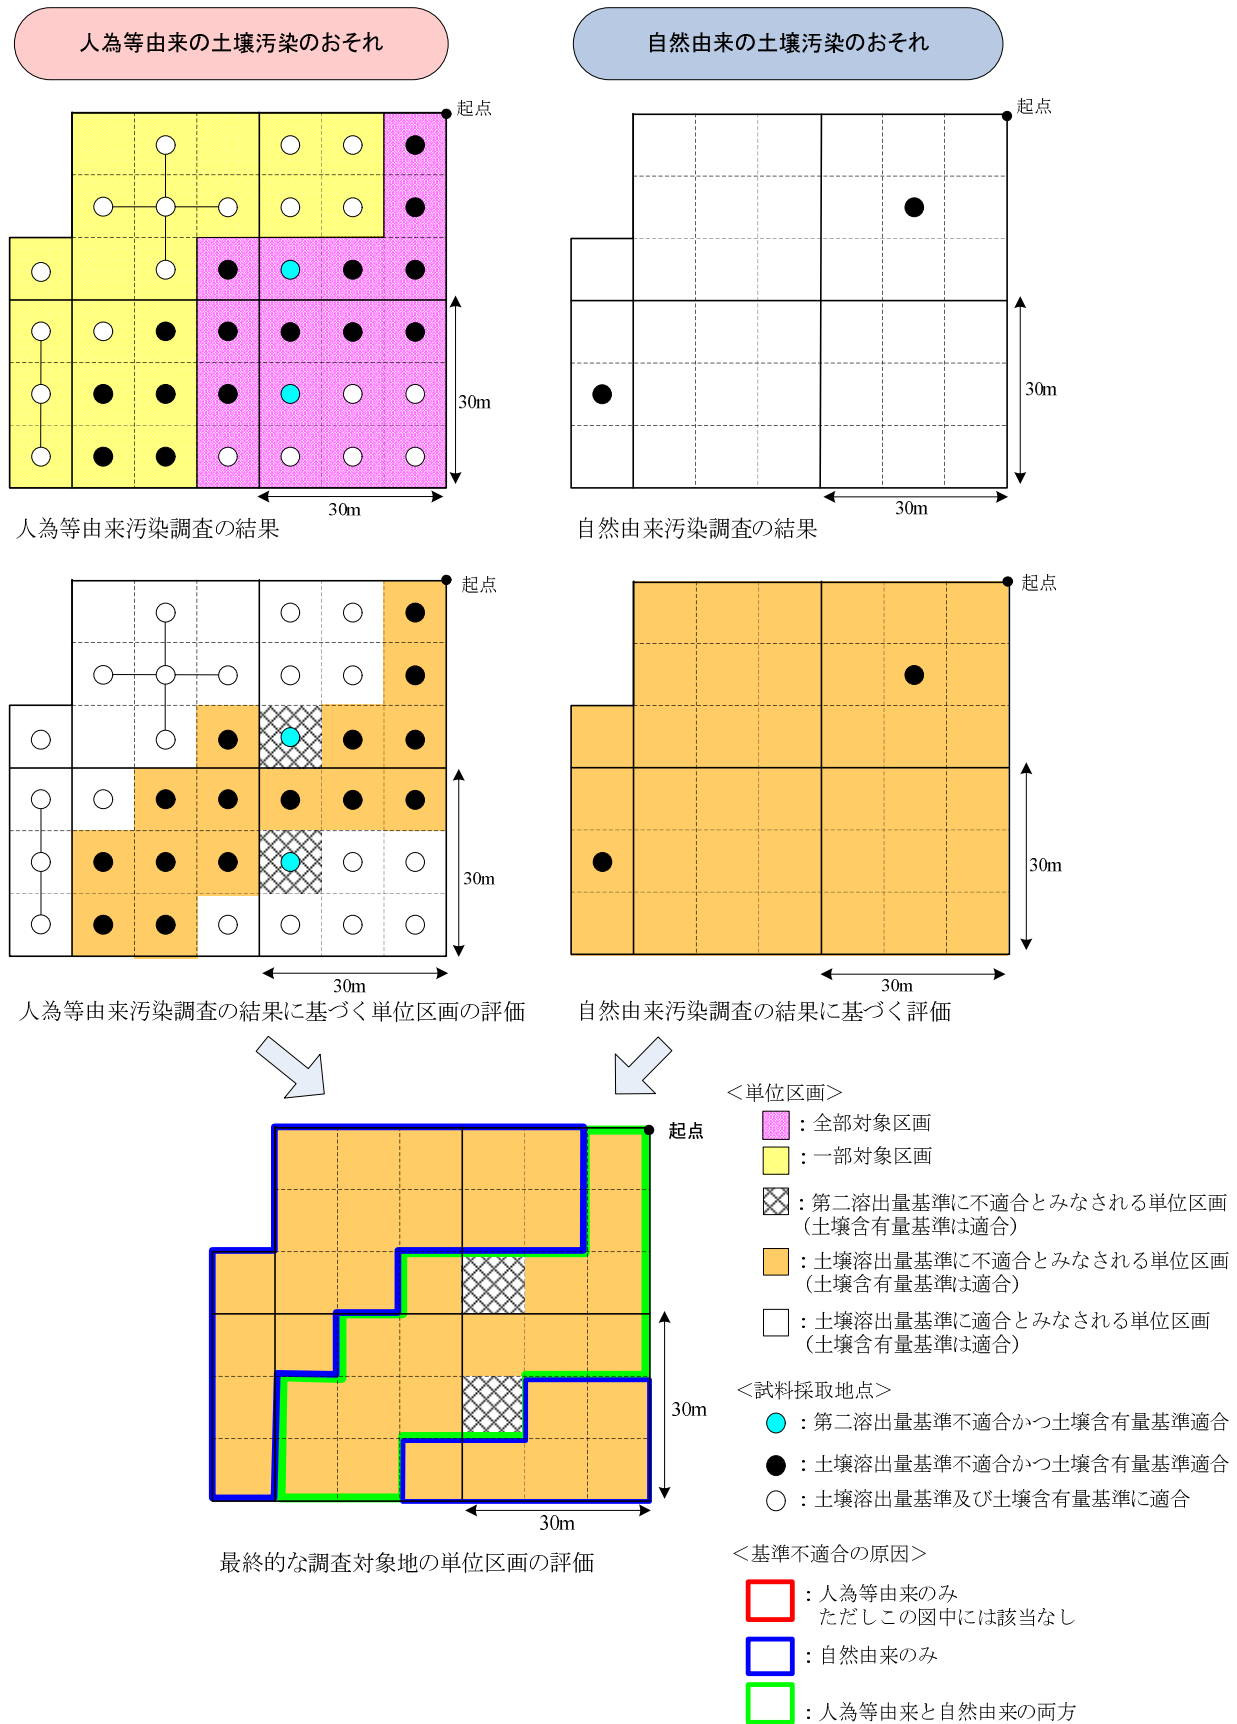 人為等由来の土壌汚染のおそれ
自然由来の土壌汚染のおそれ
起点
起点
30m
30m
30m
30m
人為等由来汚染調査の結果
自然由来汚染調査の結果
起点
起点
30m
30m
30m
30m
人為等由来汚染調査の結果に基づく単位区画の評価
自然由来汚染調査の結果に基づく評価
起点
30m
30m
最終的な調査対象地の単位区画の評価
＜単位区画＞
：全部対象区画
：一部対象区画
：第二溶出量基準に不適合とみなされる単位区画
（土壌含有量基準は適合）
：土壌溶出量基準に不適合とみなされる単位区画
（土壌含有量基準は適合）
：土壌溶出量基準に適合とみなされる単位区画
（土壌含有量基準は適合）
＜試料採取地点＞
：第二溶出量基準不適合かつ土壌含有量基準適合
：土壌溶出量基準不適合かつ土壌含有量基準適合
：土壌溶出量基準及び土壌含有量基準に適合
＜基準不適合の原因＞
：人為等由来のみ
ただしこの図中には該当なし
：自然由来のみ
：人為等由来と自然由来の両方